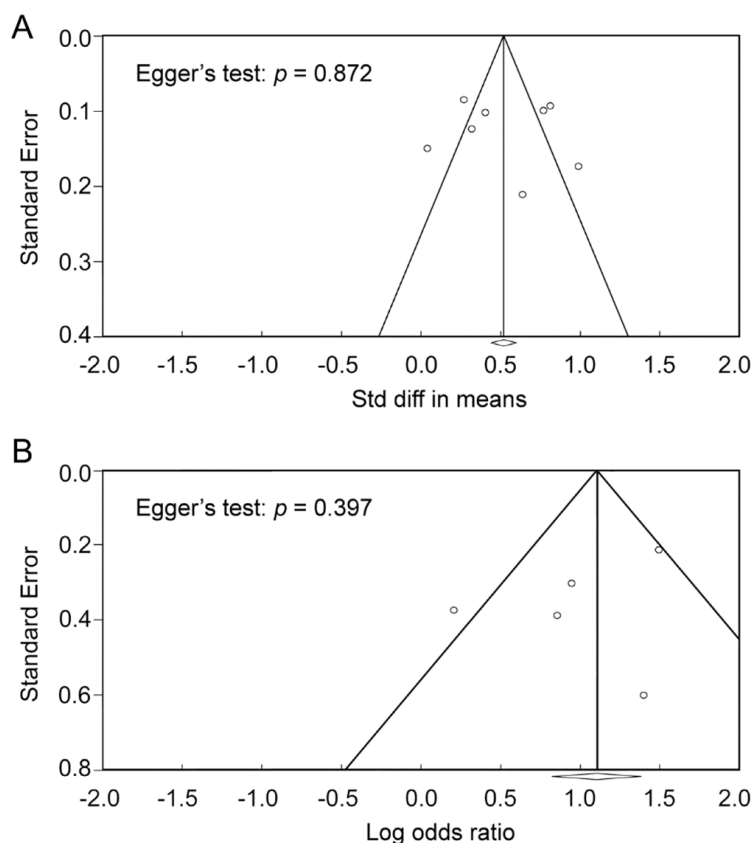 A
Egger's test: p = 0.872
Standard Error
0.0
0.1
0.2
0.3
0.4
-2.0 -1.5 -1.0 -0.5 0.0 0.5 1.0 1.5 2.0
Std diff in means
B
Egger's test: p = 0.397
Standard Error
0.0
0.2
0.4
0.6
0.8
-2.0 -1.5 -1.0 -0.5 0.0 0.5 1.0 1.5 2.0
Log odds ratio